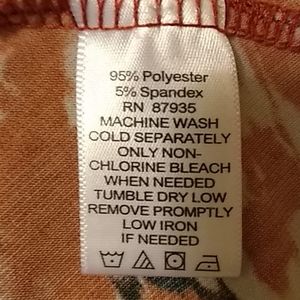 95% Polyester
5% Spandex
RN 87935
MACHINE WASH
COLD SEPARATELY
ONLY NON-
CHLORINE BLEACH
WHEN NEEDED
TUMBLE DRY LOW
REMOVE PROMPTLY
LOW IRON
IF NEEDED